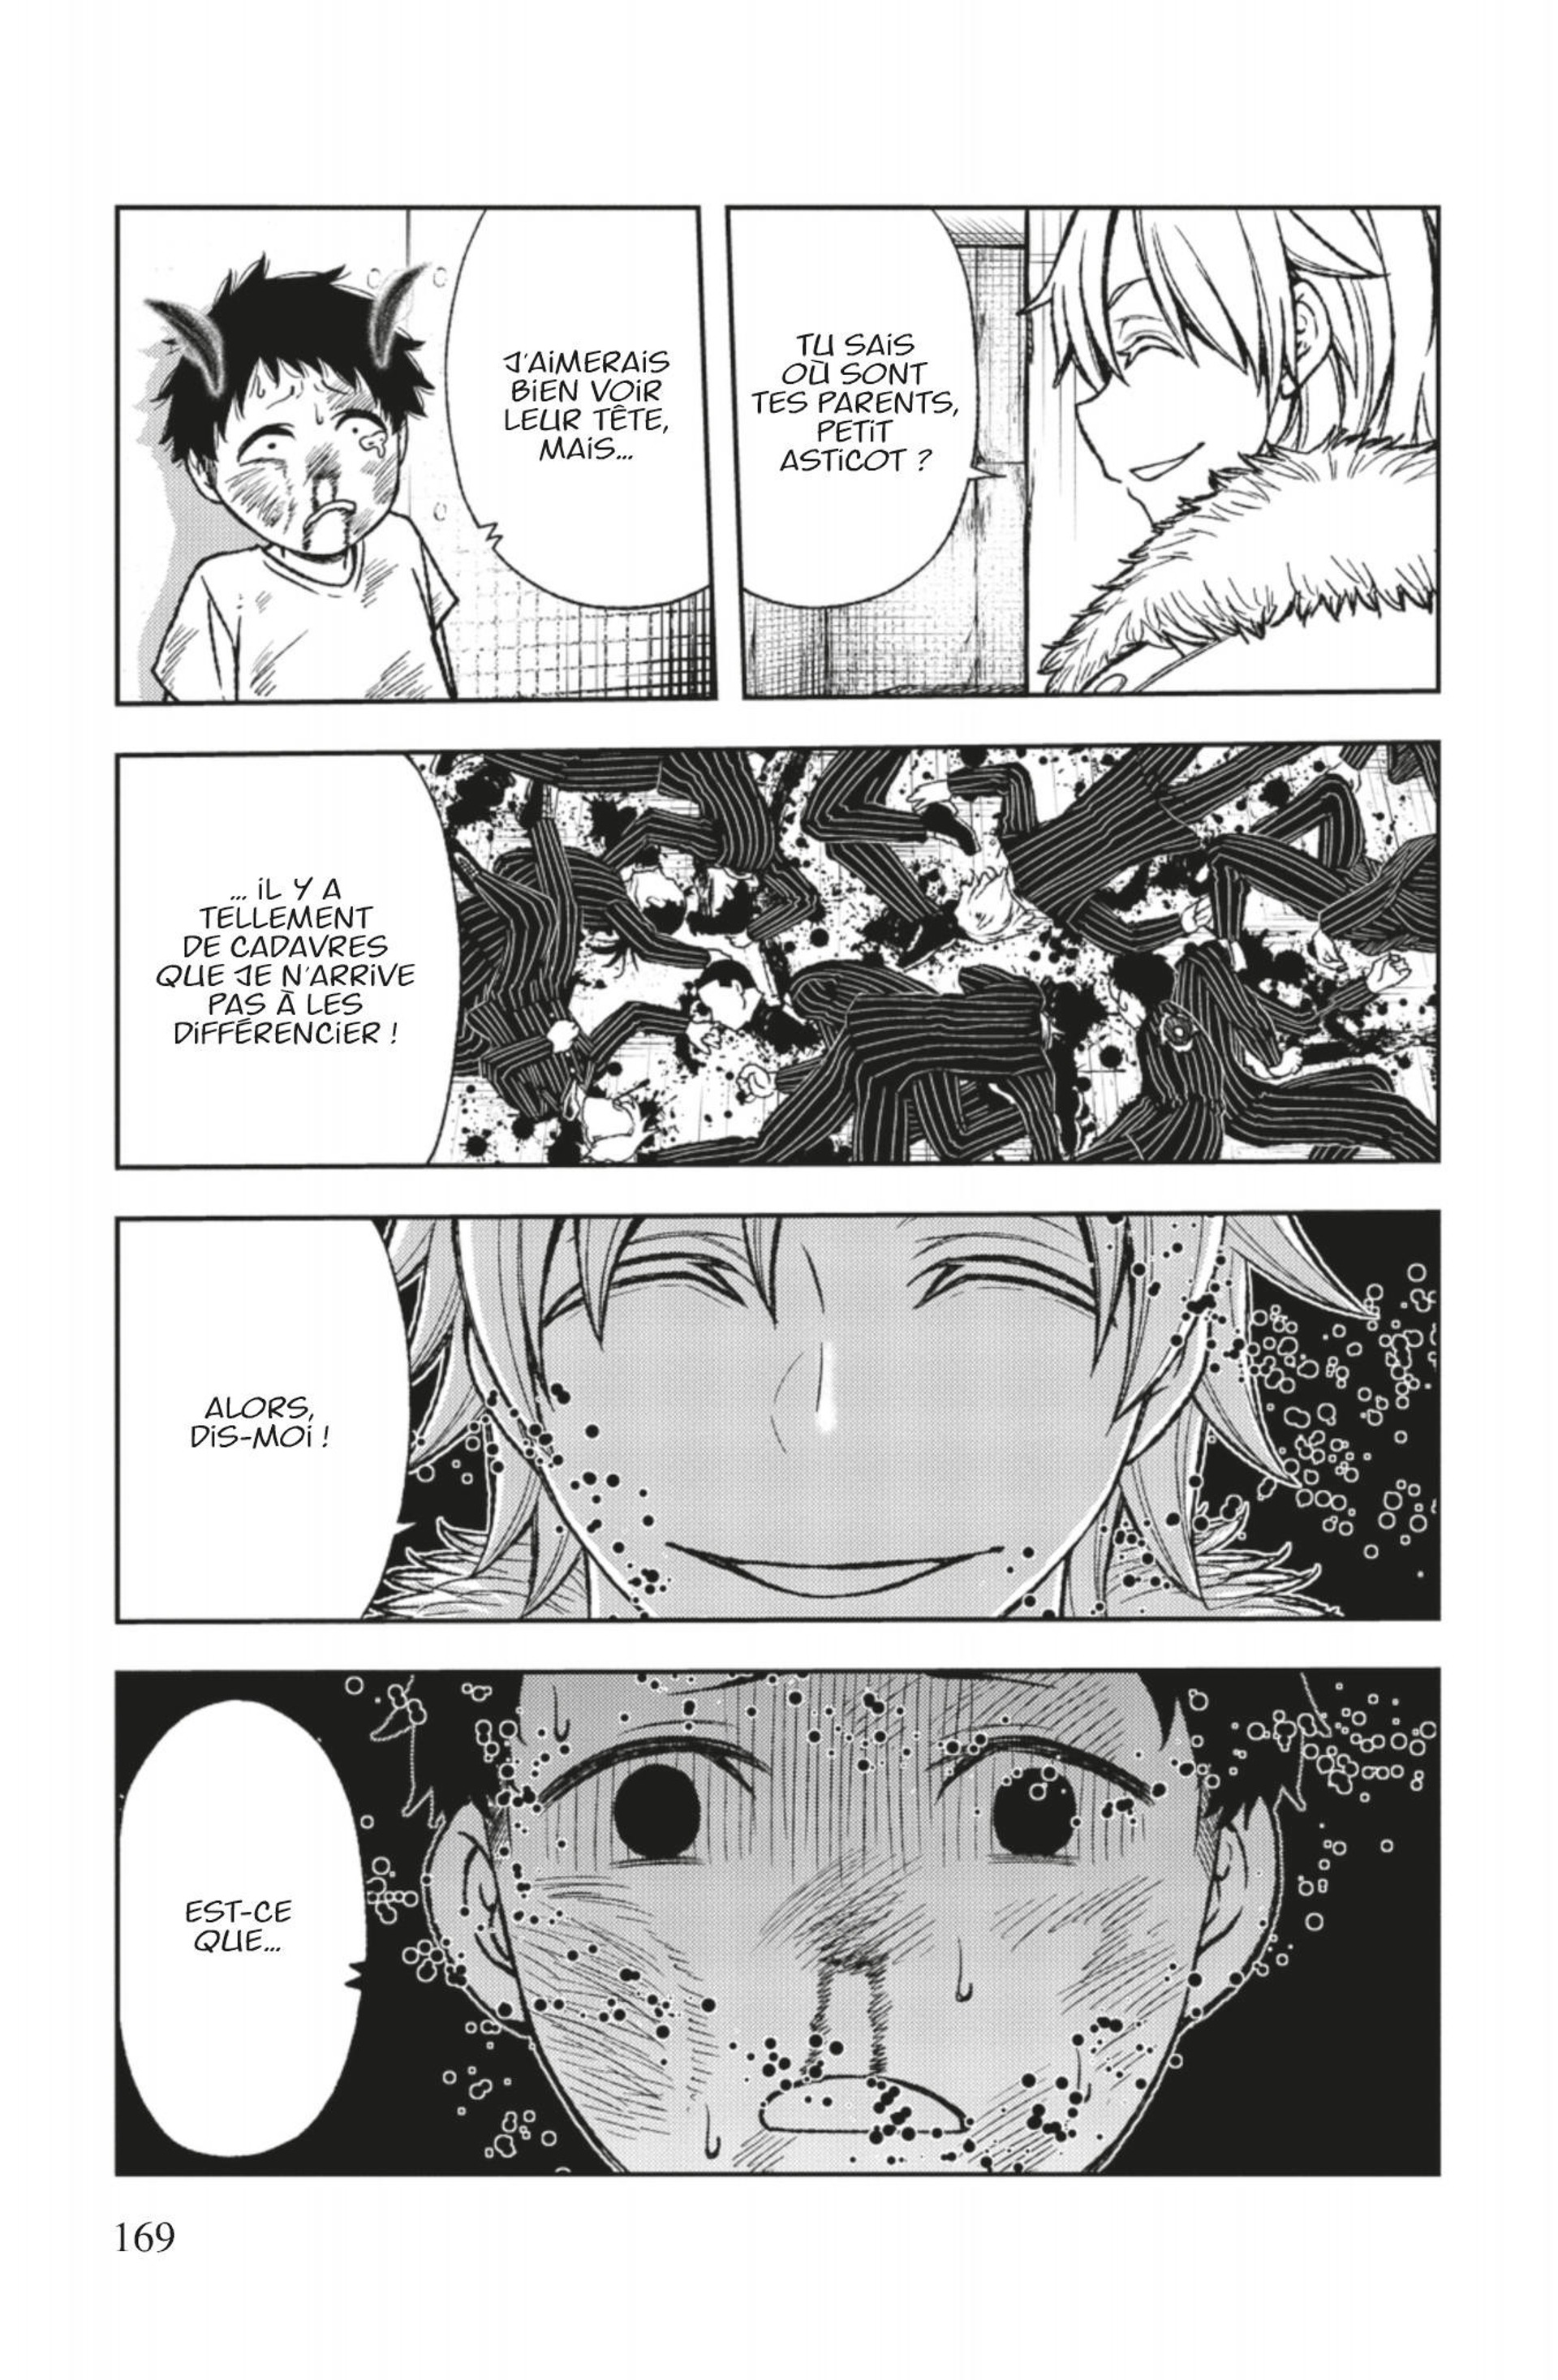 TU SAIS
OÙ SONT
TES PARENTS,
PETIT
ASTICOT ?
J'AIMERAIS
BIEN VOIR
LEUR TÊTE,
MAIS...
... IL Y A
TELLEMENT
DE CADAVRES
QUE JE N'ARRIVE
PAS À LES
DIFFÉRENCIER !
ALORS,
DIS-MOI !
EST-CE
QUE...
169